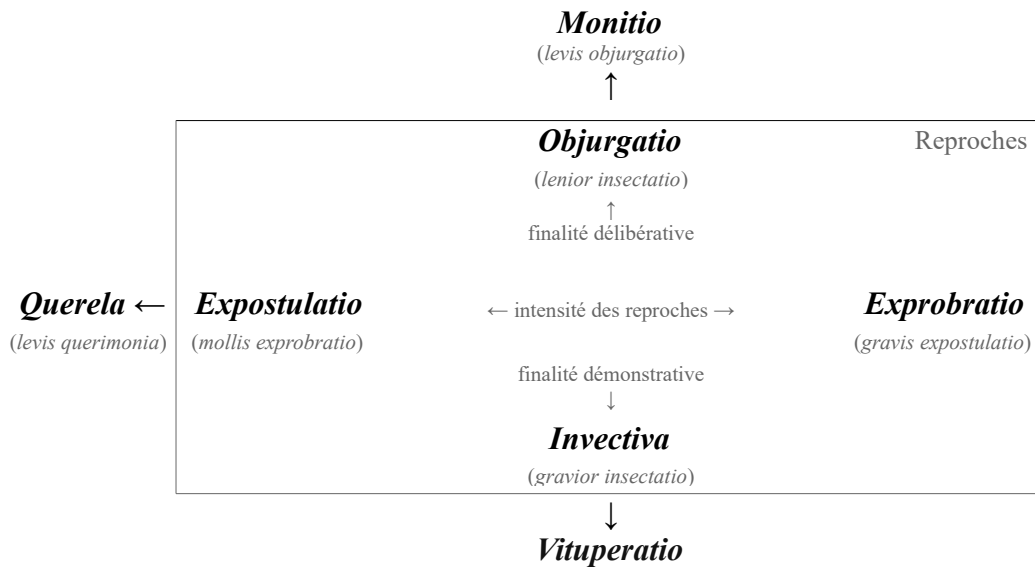 Monitio
(levis objurgatio)
↑
Objurgatio
Reproches
(lenior insectatio)
↑
finalité délibérative
Querela ← Expostulatio ← intensité des reproches → Exprobratio
(levis querimonia) (mollis exprobratio) (gravis expostulatio)
finalité démonstrative
↓
Invectiva
(gravior insectatio)
↓
Vituperatio